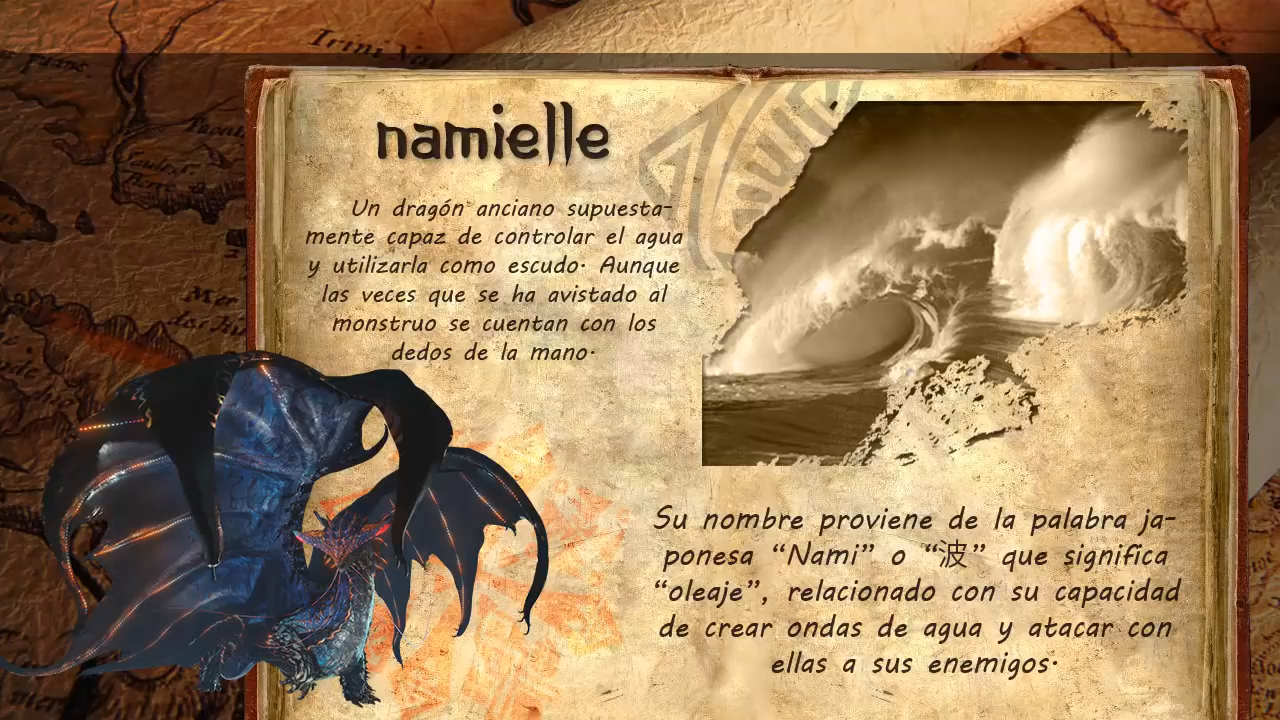 namielle
Un dragón anciano supuesta-
mente capaz de controlar el agua
y utilizarla como escudo. Aunque
las veces que se ha avistado al
monstruo se cuentan con los
dedos de la mano.
Su nombre proviene de la palabra ja-
ponesa “Nami” o “波” que significa
“oleaje”, relacionado con su capacidad
de crear ondas de agua y atacar con
ellas a sus enemigos.